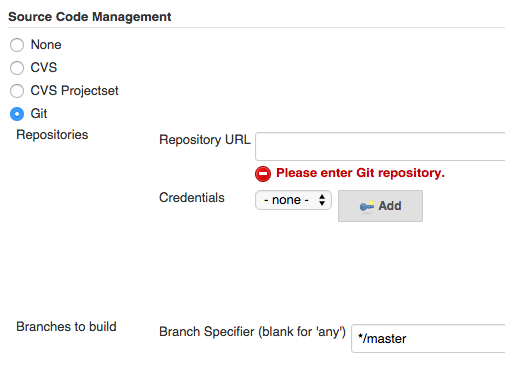 Source Code Management
None
CVS
CVS Projectset
Git
Repositories
Repository URL
Please enter Git repository.
Credentials
- none -
Add
Branches to build
Branch Specifier (blank for 'any')
*/master